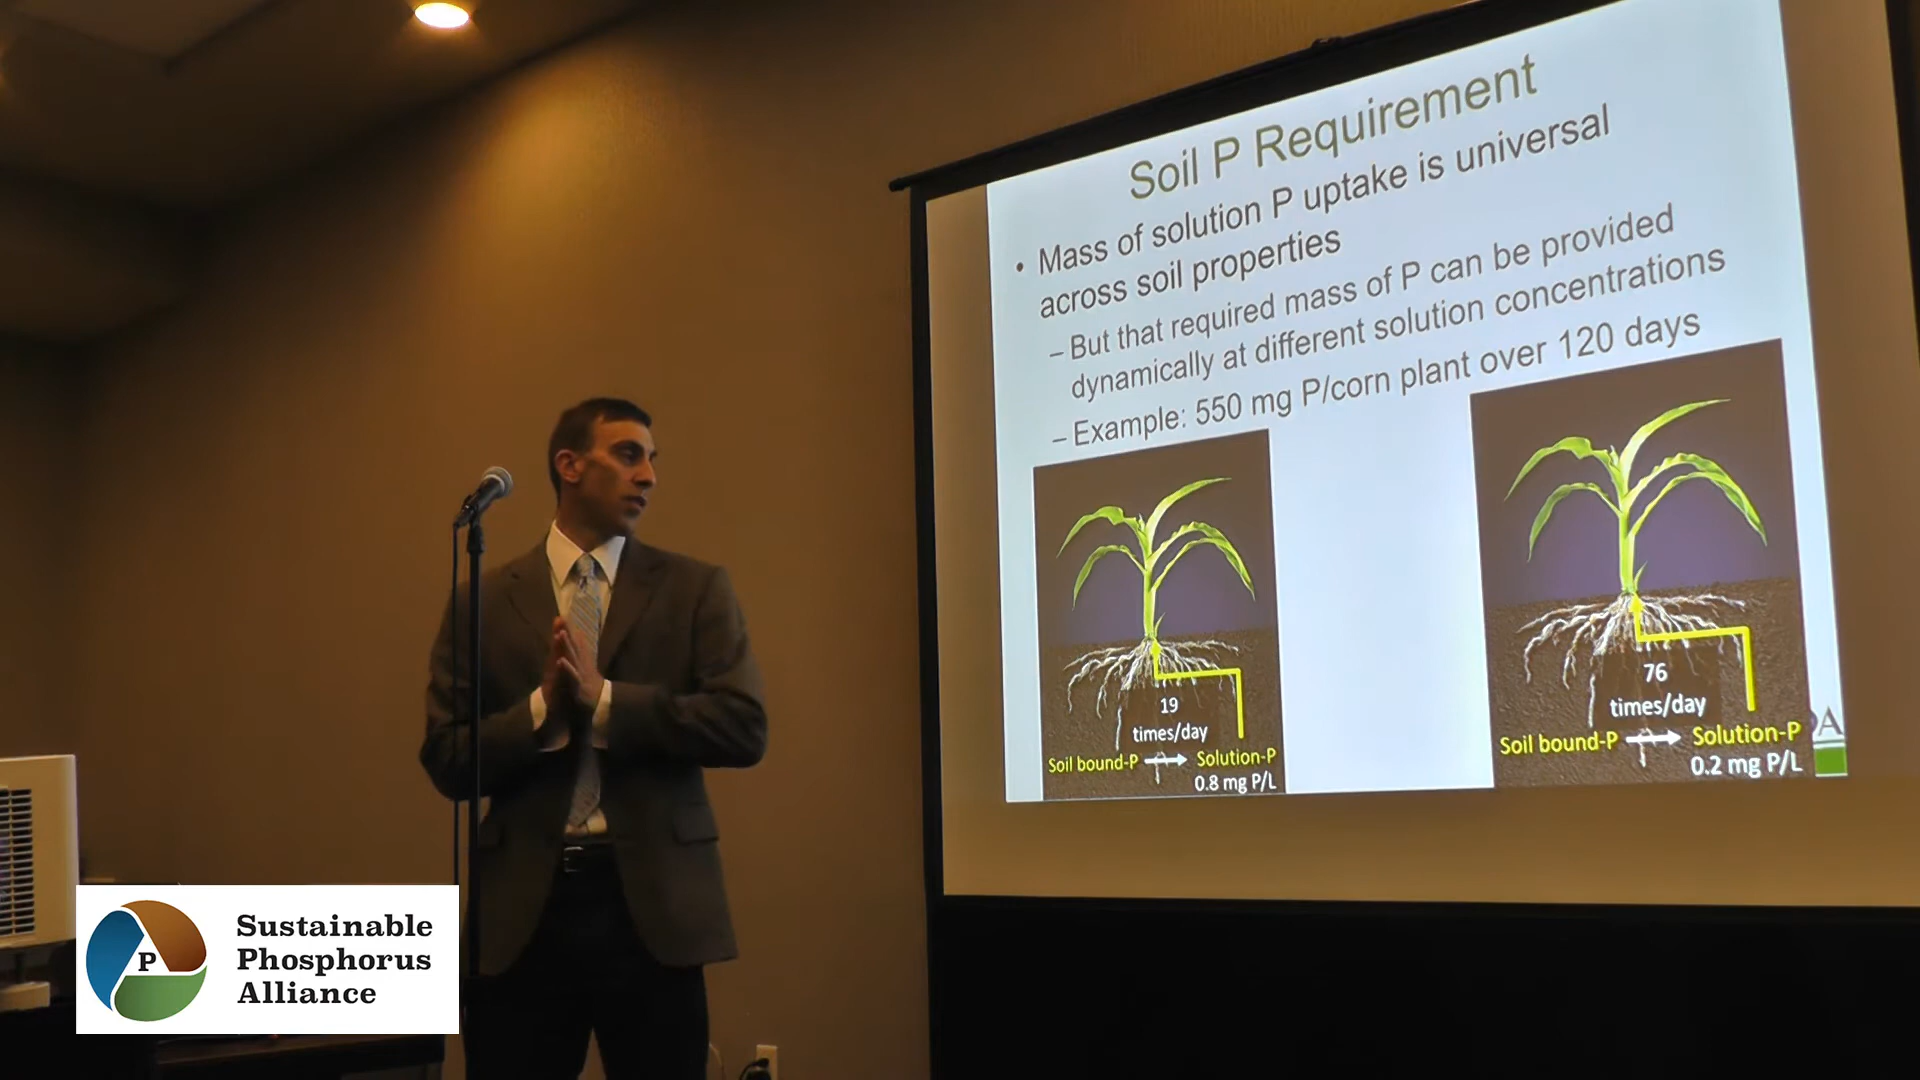 Soil P Requirement
• Mass of solution P uptake is universal
across soil properties
– But that required mass of P can be provided
dynamically at different solution concentrations
– Example: 550 mg P/corn plant over 120 days
19
times/day
Soil bound-P
Solution-P
0.8 mg P/L
76
times/day
Soil bound-P
Solution-P
0.2 mg P/L
P
Sustainable
Phosphorus
Alliance